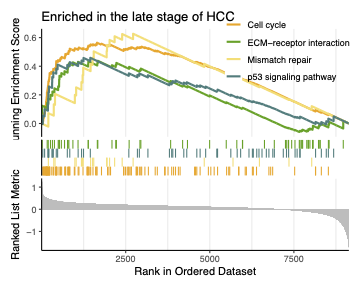 Enriched in the late stage of HCC
Cell cycle
ECM−receptor interaction
Mismatch repair
p53 signaling pathway
unning Enrichment Score
0.6
0.4
0.2
0.0
Ranked List Metric
1
0
−1
2500
5000
7500
Rank in Ordered Dataset